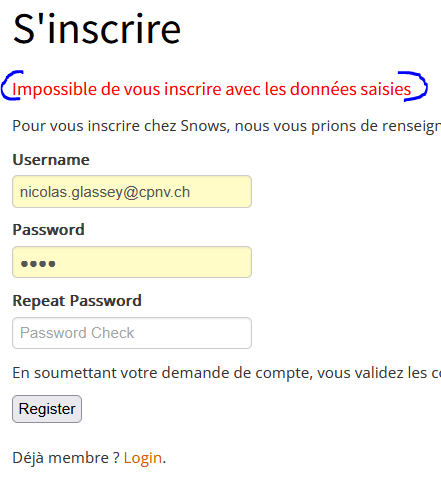 S'inscrire
Impossible de vous inscrire avec les données saisies
Pour vous inscrire chez Snows, nous vous prions de renseign
Username
nicolas.glassey@cpnv.ch
Password
••••
Repeat Password
Password Check
En soumettant votre demande de compte, vous validez les c
Register
Déjà membre ? Login.